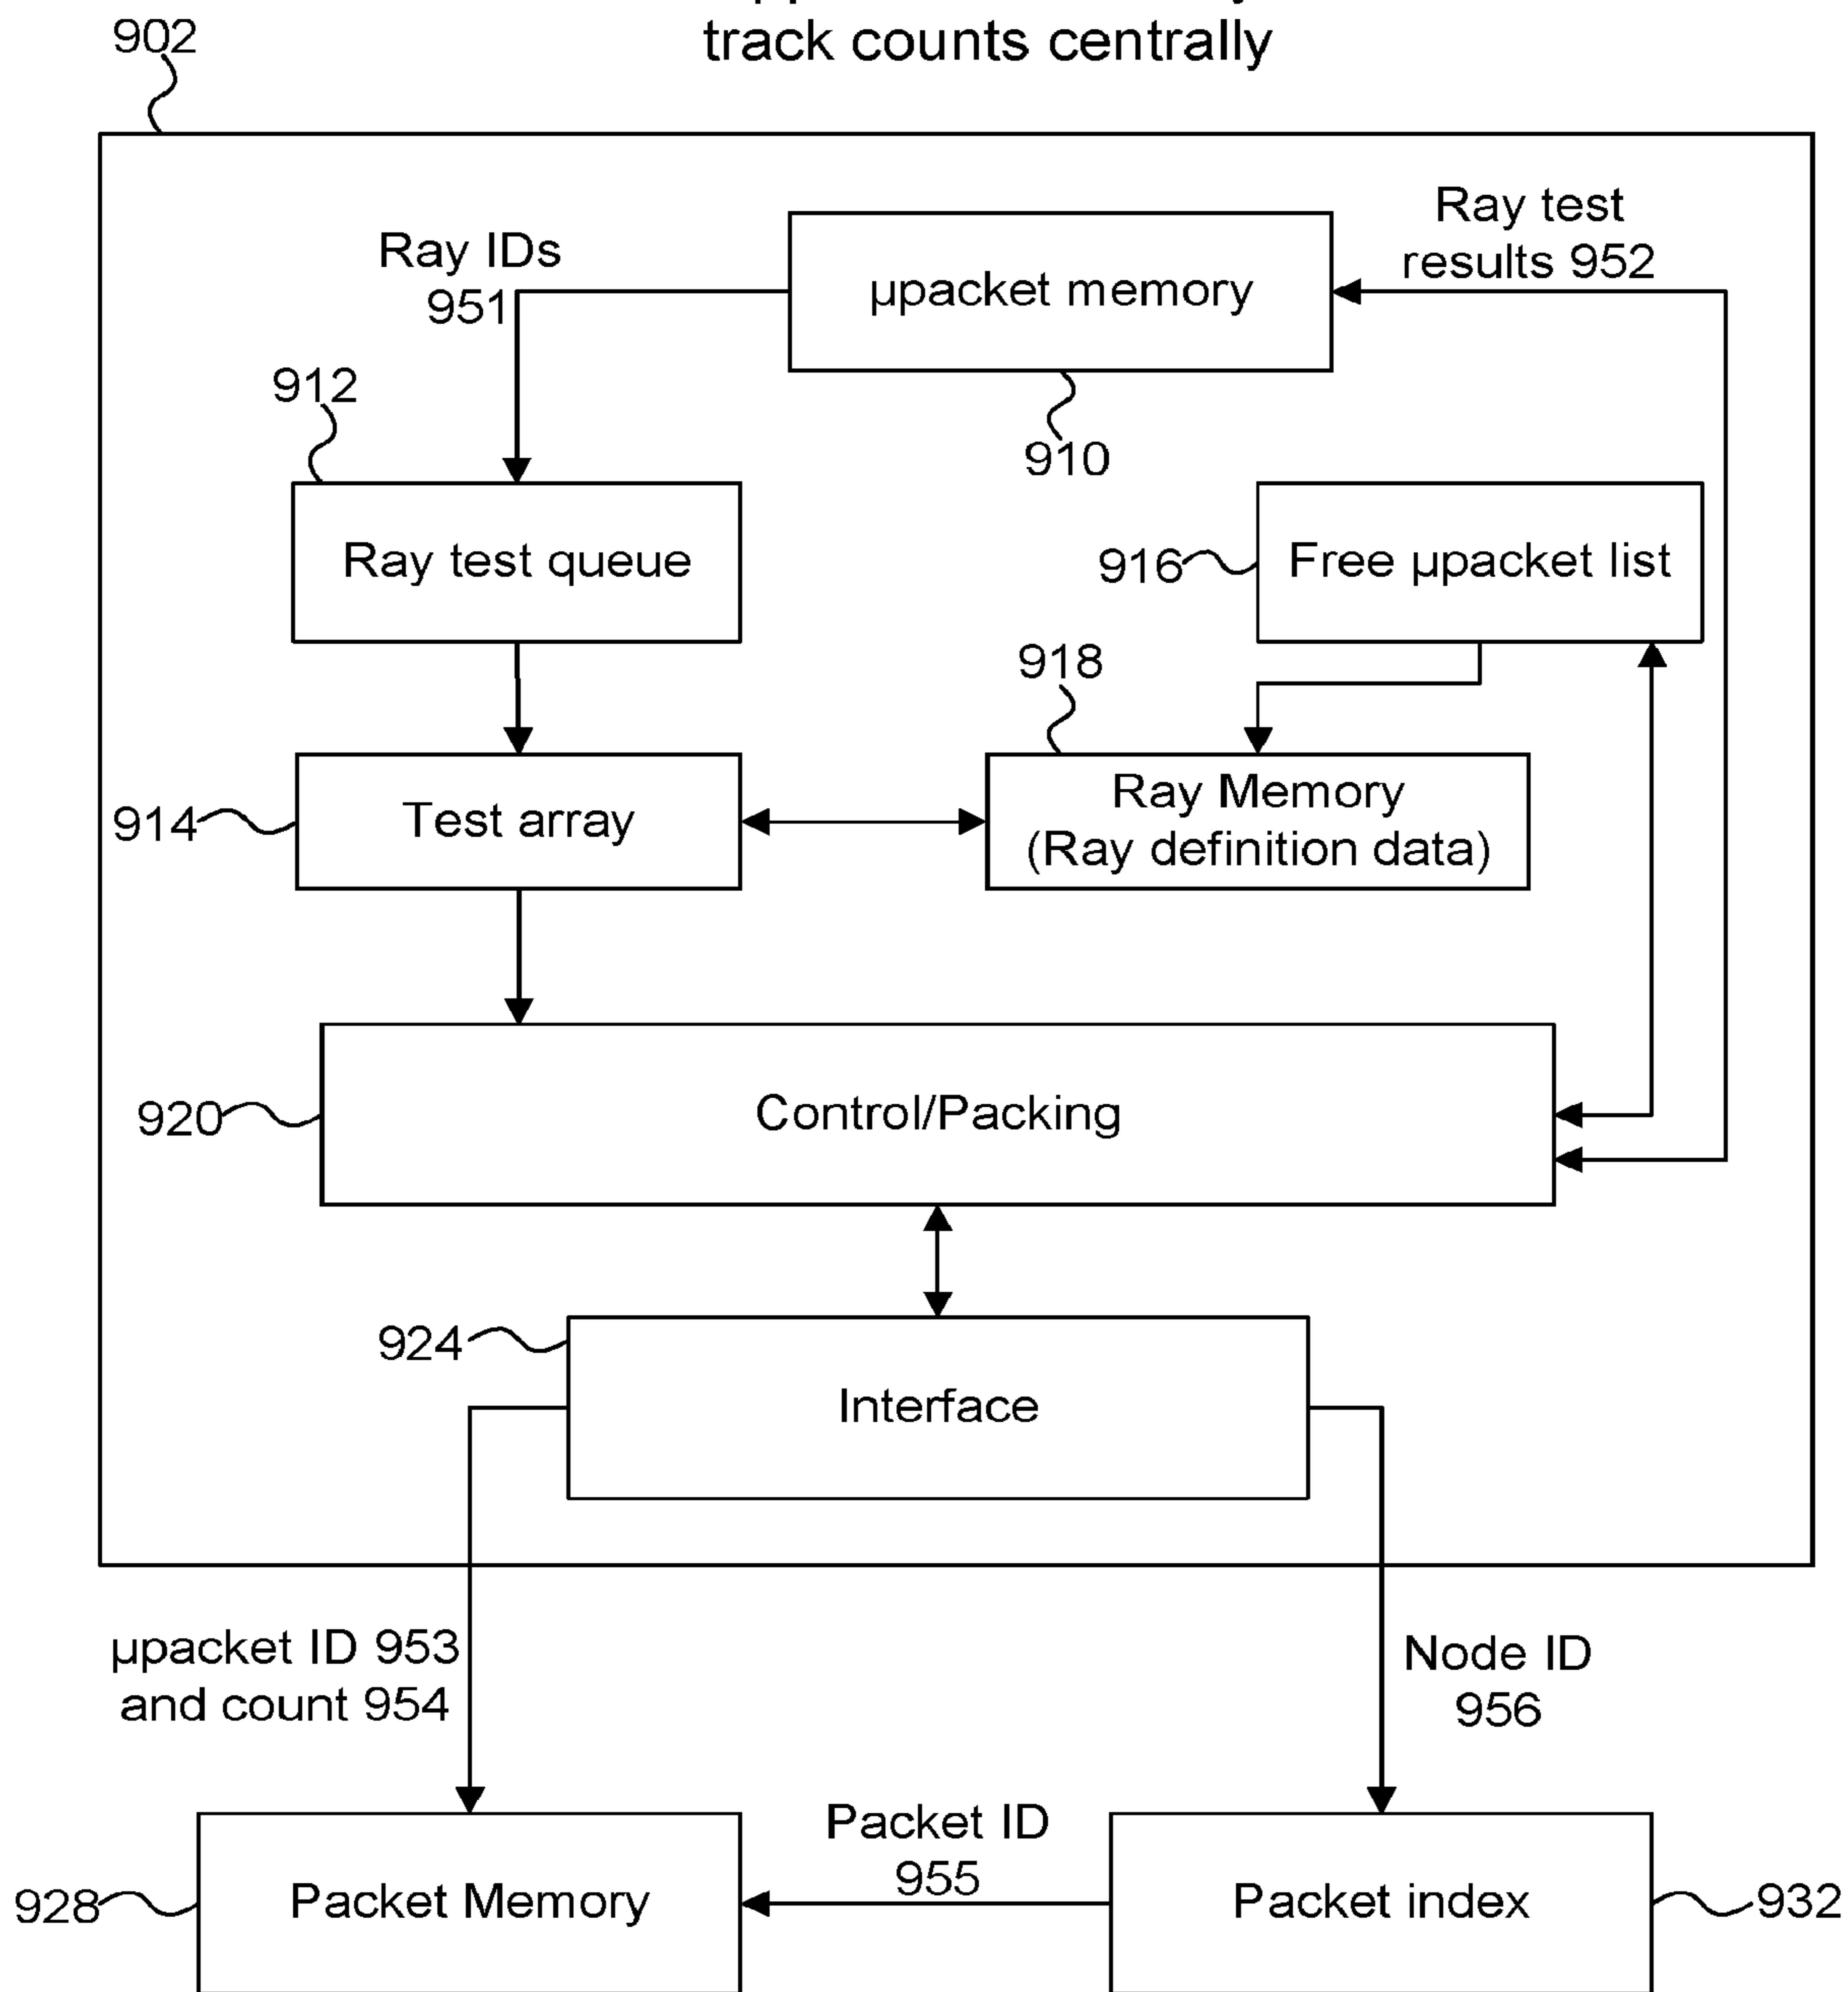 track counts centrally
902
Ray test
results 952
Ray IDs
951
µpacket memory
912
910
Ray test queue
916
Free µpacket list
918
914
Test array
Ray Memory
(Ray definition data)
920
Control/Packing
924
Interface
µpacket ID 953
and count 954
Node ID
956
Packet ID
955
928
Packet Memory
Packet index
932